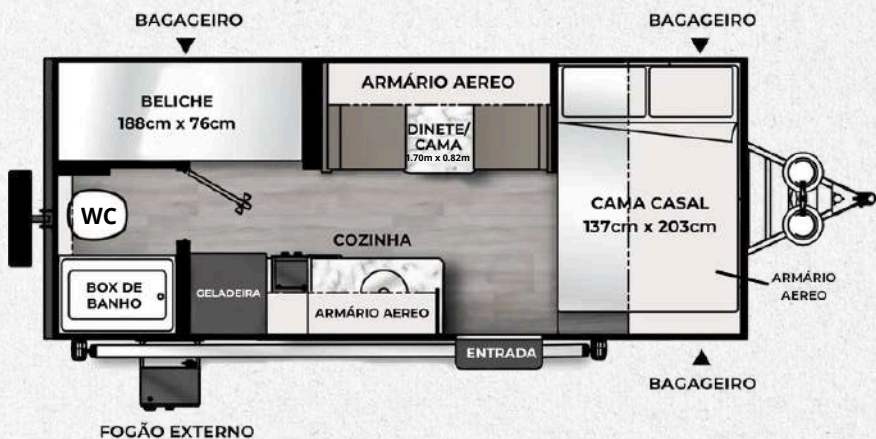 BAGAGEIRO
BAGAGEIRO
BELICHE
188cm x 76cm
ARMÁRIO AEREO
DINETE/
CAMA
1.70m x 0.82m
WC
CAMA CASAL
137cm x 203cm
COZINHA
BOX DE
BANHO
GELADEIRA
ARMÁRIO AEREO
ARMÁRIO
AEREO
ENTRADA
BAGAGEIRO
FOGÃO EXTERNO